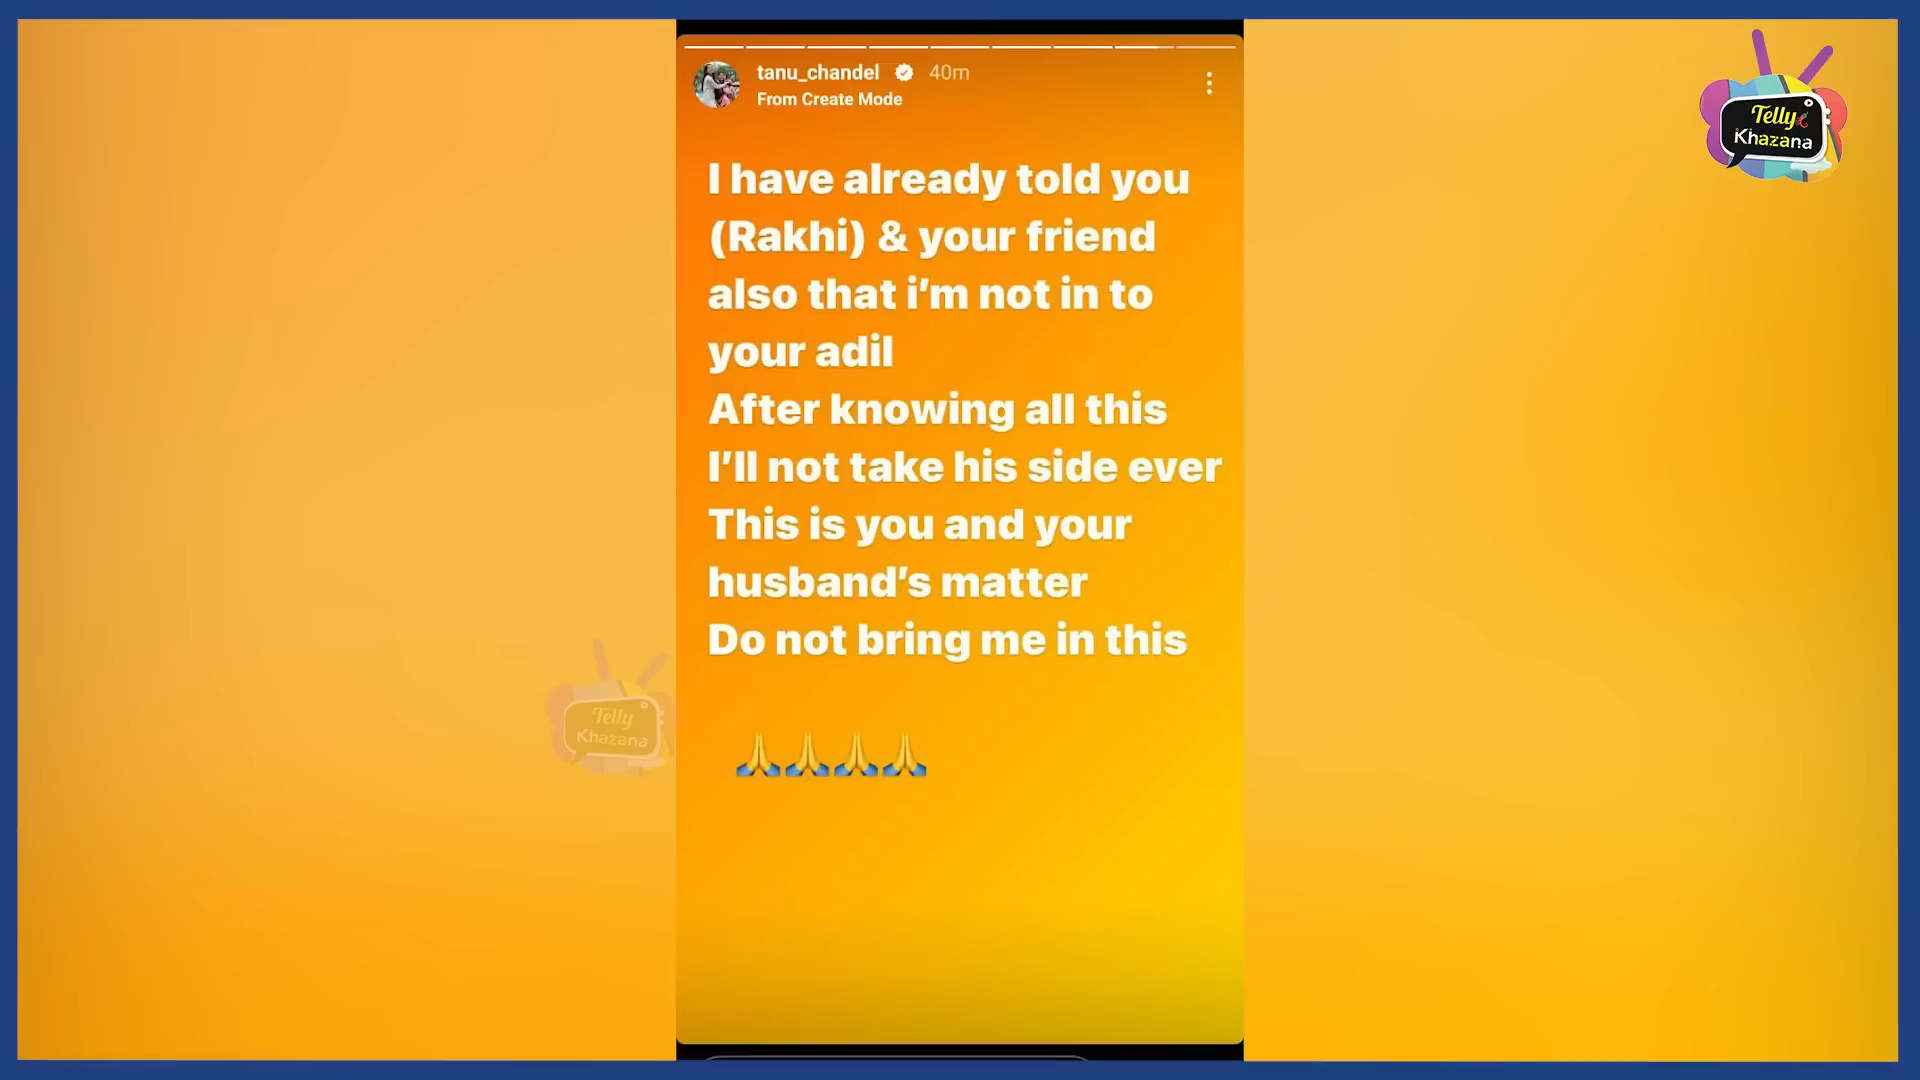 tanu_chandel 40m
From Create Mode
Telly
Khazana
I have already told you
(Rakhi) & your friend
also that i'm not in to
your adil
After knowing all this
I'll not take his side ever
This is you and your
husband's matter
Do not bring me in this
🙏🙏🙏🙏
Telly
Khazana